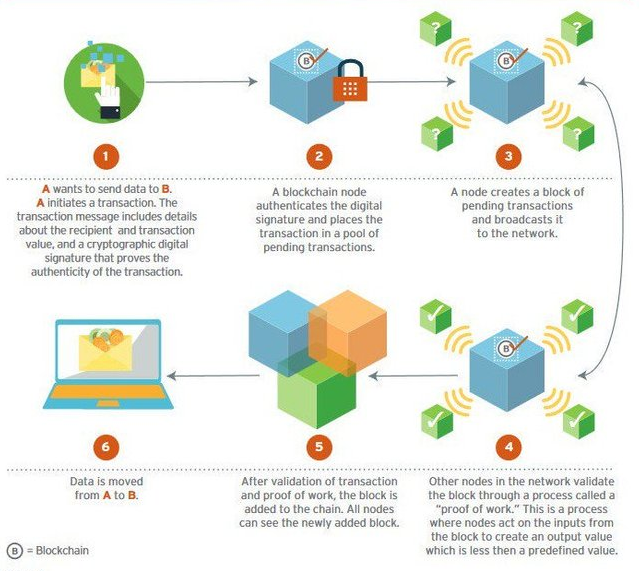 B
?
?
B
?
?
B
1
2
3
A wants to send data to B.
A initiates a transaction. The
transaction message includes details
about the recipient and transaction
value, and a cryptographic digital
signature that proves the
authenticity of the transaction.
A blockchain node
authenticates the digital
signature and places the
transaction in a pool of
pending transactions.
A node creates a block of
pending transactions
and broadcasts it
to the network.
B
6
5
4
Data is moved
from A to B.
After validation of transaction
and proof of work, the block is
added to the chain. All nodes
can see the newly added block.
Other nodes in the network validate
the block through a process called a
“proof of work.” This is a process
where nodes act on the inputs from
the block to create an output value
which is less then a predefined value.
B = Blockchain